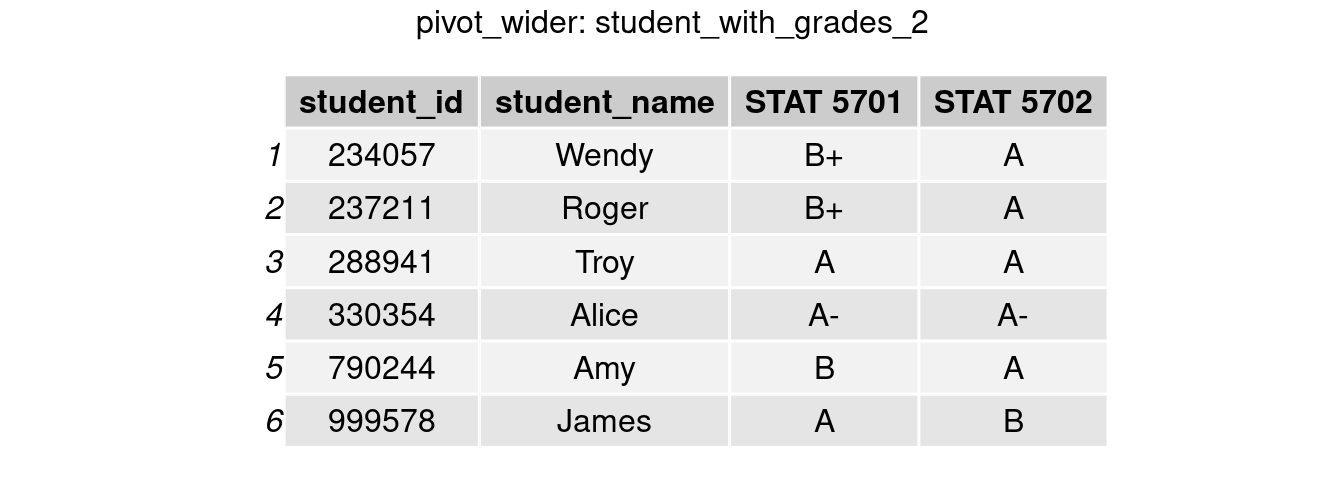 pivot_wider: student_with_grades_2
student_id student_name STAT 5701 STAT 5702
1 234057 Wendy B+ A
2 237211 Roger B+ A
3 288941 Troy A A
4 330354 Alice A- A-
5 790244 Amy B A
6 999578 James A B